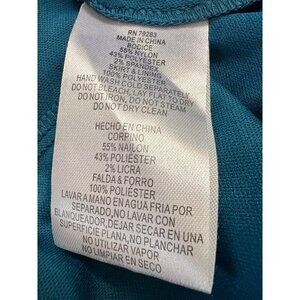 RN 79283
MADE IN CHINA
BODICE
55% NYLON
43% POLYESTER
2% SPANDEX
SKIRT & LINING
100% POLYESTER
HAND WASH COLD SEPARATELY
DO NOT BLEACH, LAY FLAT TO DRY
DO NOT IRON, DO NOT STEAM
DO NOT DRY CLEAN
HECHO EN CHINA
CORPINO
55% NAILON
43% POLIÉSTER
2% LICRA
FALDA & FORRO
100% POLIÉSTER
LAVAR A MANO EN AGUA FRIA POR
SEPARADO,NO LAVAR CON
BLANQUEADOR,DEJAR SECAR EN UNA
SUPERFICIE PLANA,NO PLANCHAR
NO UTILIZAR VAPOR
NO LIMPIAR EN SECO